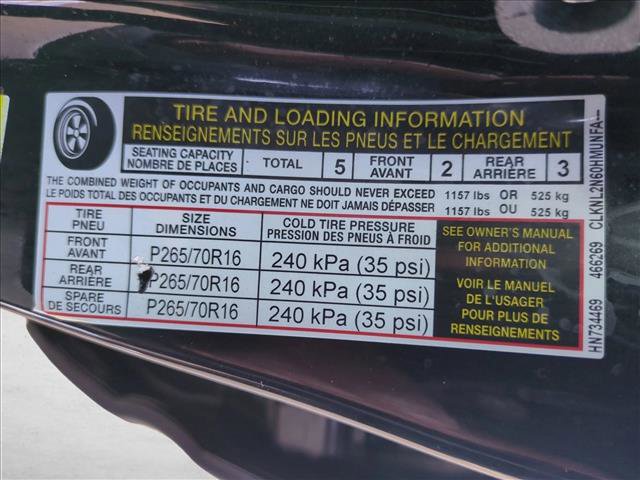 TIRE AND LOADING INFORMATION
RENSEIGNEMENTS SUR LES PNEUS ET LE CHARGEMENT
SEATING CAPACITY TOTAL 5 FRONT 2 REAR 3
NOMBRE DE PLACES AVANT ARRIÈRE
THE COMBINED WEIGHT OF OCCUPANTS AND CARGO SHOULD NEVER EXCEED 1157 lbs OR 525 kg
LE POIDS TOTAL DES OCCUPANTS ET DU CHARGEMENT NE DOIT JAMAIS DÉPASSER 1157 lbs OU 525 kg
TIRE SIZE COLD TIRE PRESSURE
PNEU DIMENSIONS PRESSION DES PNEUS À FROID
FRONT
AVANT P265/70R16 240 kPa (35 psi)
REAR
ARRIÈRE P265/70R16 240 kPa (35 psi)
SPARE
DE SECOURS P265/70R16 240 kPa (35 psi)
SEE OWNER'S MANUAL
FOR ADDITIONAL
INFORMATION
VOIR LE MANUEL
DE L'USAGER
POUR PLUS DE
RENSEIGNEMENTS
HN734469 466269 CLKNL2N60HMUNFA---